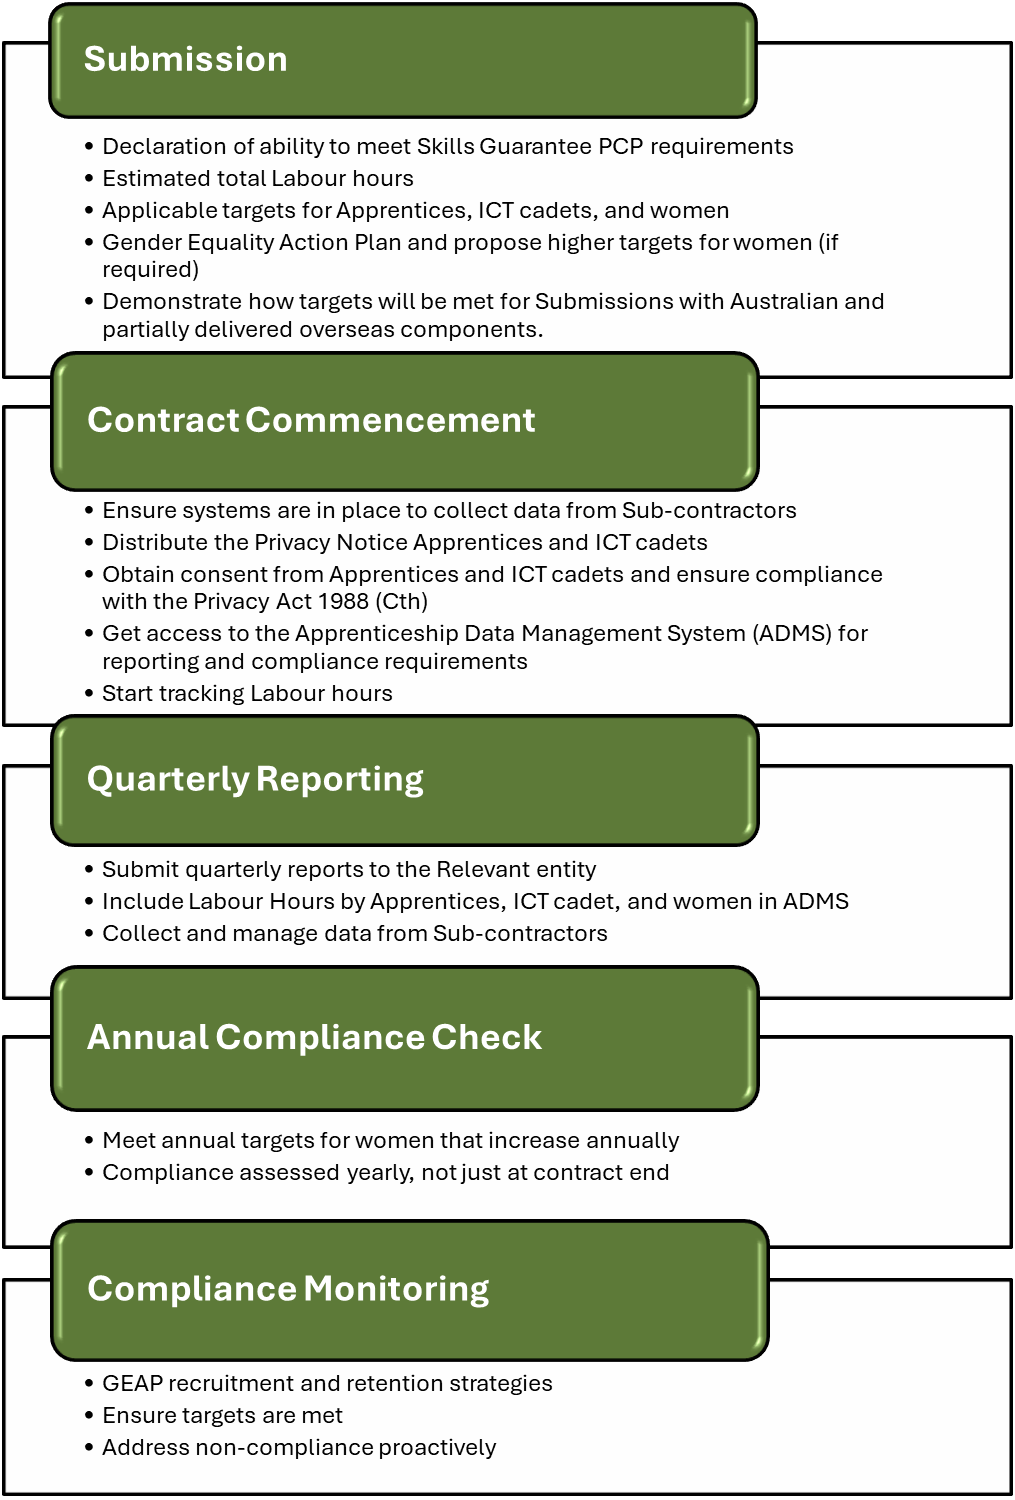 Submission
• Declaration of ability to meet Skills Guarantee PCP requirements
• Estimated total Labour hours
• Applicable targets for Apprentices, ICT cadets, and women
• Gender Equality Action Plan and propose higher targets for women (if
required)
• Demonstrate how targets will be met for Submissions with Australian and
partially delivered overseas components.
Contract Commencement
• Ensure systems are in place to collect data from Sub-contractors
• Distribute the Privacy Notice Apprentices and ICT cadets
• Obtain consent from Apprentices and ICT cadets and ensure compliance
with the Privacy Act 1988 (Cth)
• Get access to the Apprenticeship Data Management System (ADMS) for
reporting and compliance requirements
• Start tracking Labour hours
Quarterly Reporting
• Submit quarterly reports to the Relevant entity
• Include Labour Hours by Apprentices, ICT cadet, and women in ADMS
• Collect and manage data from Sub-contractors
Annual Compliance Check
• Meet annual targets for women that increase annually
• Compliance assessed yearly, not just at contract end
Compliance Monitoring
• GEAP recruitment and retention strategies
• Ensure targets are met
• Address non-compliance proactively